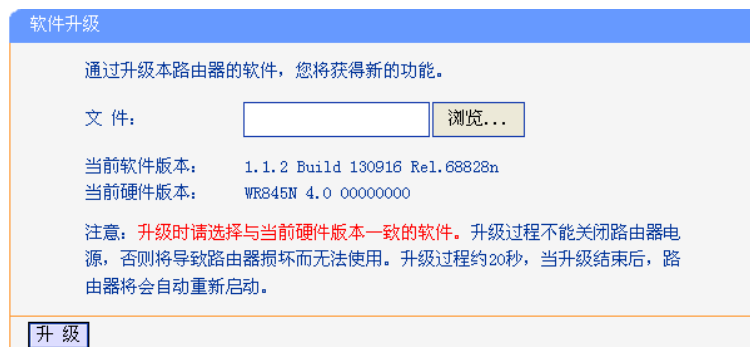 软件升级
通过升级本路由器的软件，您将获得新的功能。
文 件： 浏览...
当前软件版本： 1.1.2 Build 130916 Rel.68828n
当前硬件版本： WR845N 4.0 00000000
注意：升级时请选择与当前硬件版本一致的软件。升级过程不能关闭路由器电
源，否则将导致路由器损坏而无法使用。升级过程约20秒，当升级结束后，路
由器将会自动重新启动。
升 级